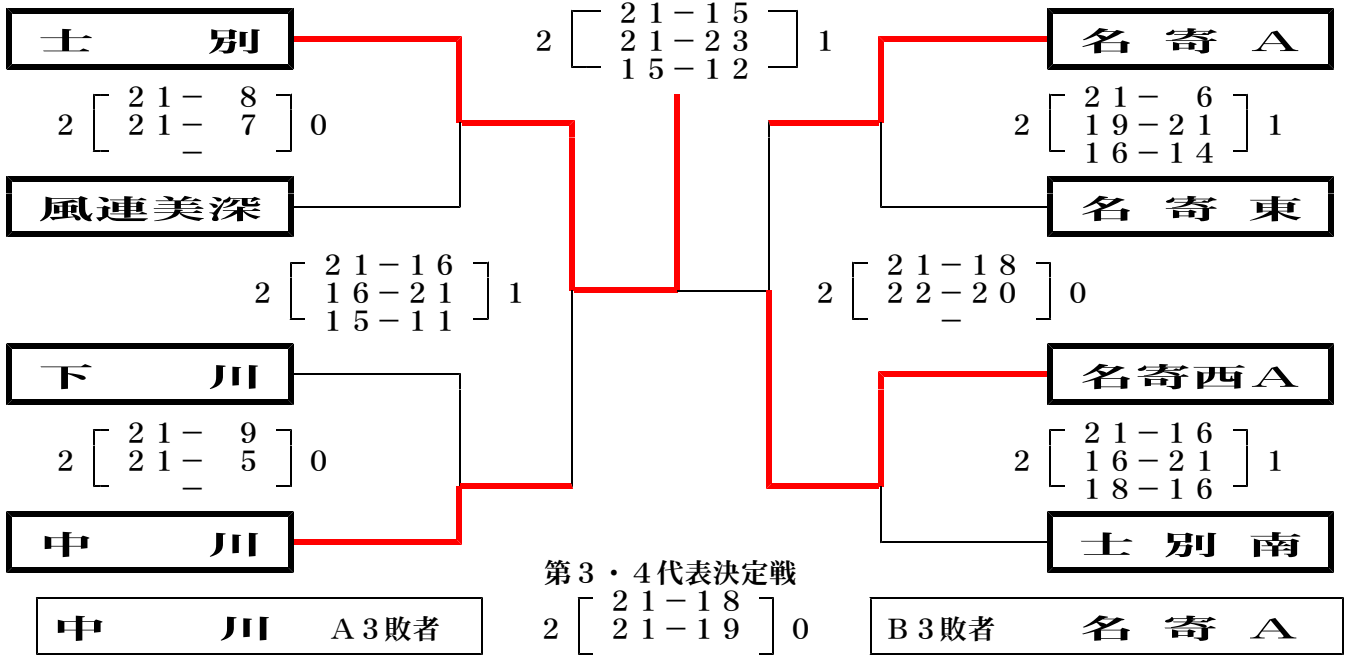 士　別
2 ２１－　８ 0
２１－　７
－
風連美深
2 ２１－１６ 1
１６－２１
１５－１１
下　川
2 ２１－　９ 0
２１－　５
－
中　川
2 ２１－１５ 1
２１－２３
１５－１２
名　寄　A
2 ２１－　６ 1
１９－２１
１６－１４
名　寄　東
2 ２１－１８ 0
２２－２０
－
名寄西A
2 ２１－１６ 1
１６－２１
１８－１６
士　別　南
第３・４代表決定戦
中　川　A３敗者 2 ２１－１８ 0 B３敗者　名　寄　A
２１－１９